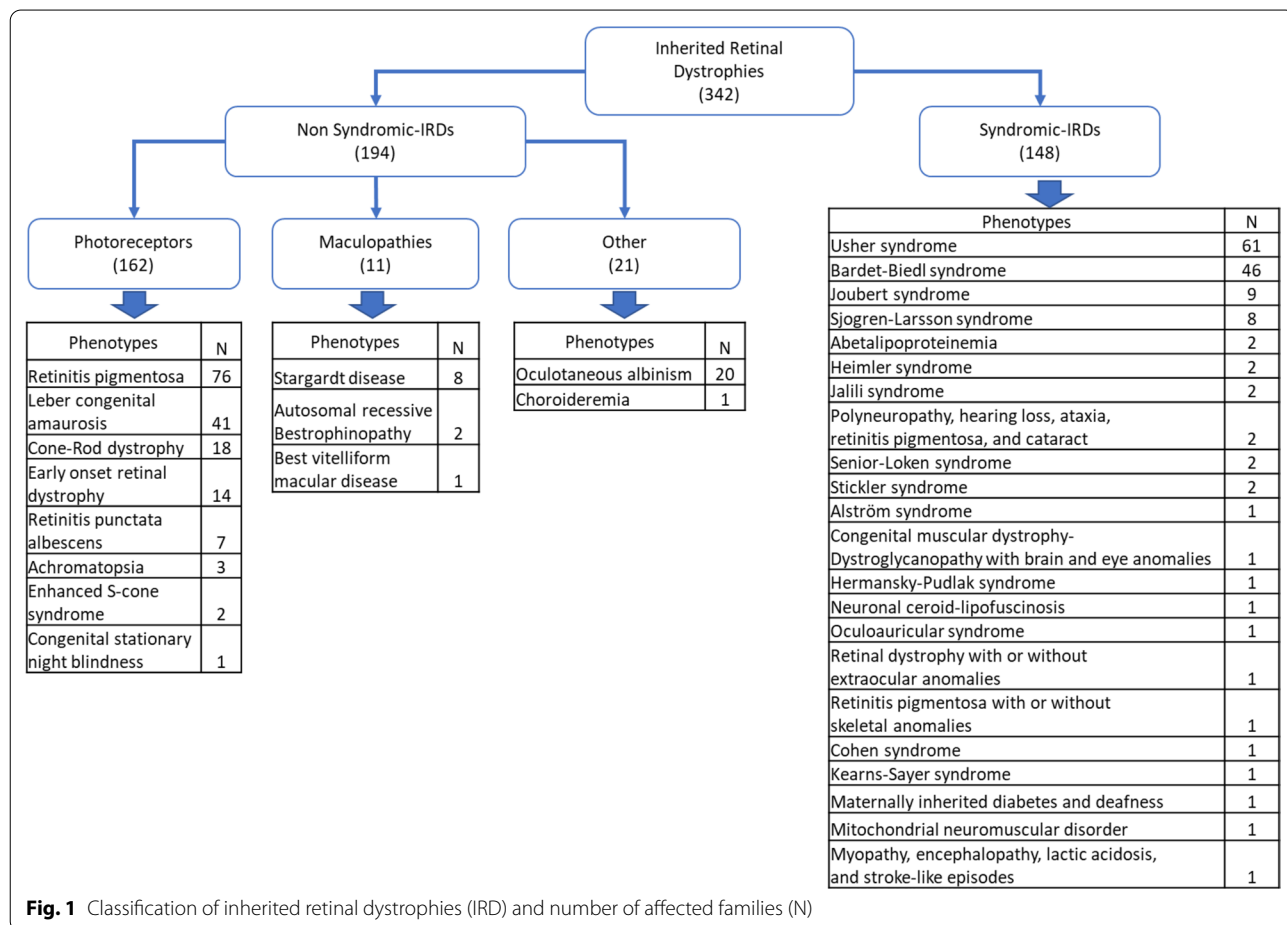 Inherited Retinal
Dystrophies
(342)
Non Syndromic-IRDs
(194)
Syndromic-IRDs
(148)
Photoreceptors
(162)
Maculopathies
(11)
Other
(21)
Phenotypes N
Retinitis pigmentosa 76
Leber congenital
amaurosis 41
Cone-Rod dystrophy 18
Early onset retinal
dystrophy 14
Retinitis punctata
albescens 7
Achromatopsia 3
Enhanced S-cone
syndrome 2
Congenital stationary
night blindness 1
Phenotypes N
Stargardt disease 8
Autosomal recessive
Bestrophinopathy 2
Best vitelliform
macular disease 1
Phenotypes N
Oculotaneous albinism 20
Choroideremia 1
Phenotypes N
Usher syndrome 61
Bardet-Biedl syndrome 46
Joubert syndrome 9
Sjogren-Larsson syndrome 8
Abetalipoproteinemia 2
Heimler syndrome 2
Jalili syndrome 2
Polyneuropathy, hearing loss, ataxia,
retinitis pigmentosa, and cataract 2
Senior-Loken syndrome 2
Stickler syndrome 2
Alström syndrome 1
Congenital muscular dystrophy-
Dystroglycanopathy with brain and eye anomalies 1
Hermansky-Pudlak syndrome 1
Neuronal ceroid-lipofuscinosis 1
Oculoauricular syndrome 1
Retinal dystrophy with or without
extraocular anomalies 1
Retinitis pigmentosa with or without
skeletal anomalies 1
Cohen syndrome 1
Kearns-Sayer syndrome 1
Maternally inherited diabetes and deafness 1
Mitochondrial neuromuscular disorder 1
Myopathy, encephalopathy, lactic acidosis,
and stroke-like episodes 1
Fig. 1 Classification of inherited retinal dystrophies (IRD) and number of affected families (N)